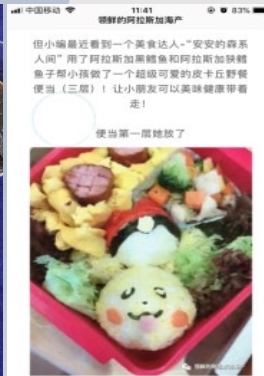 中国移动 11:41 83%
领鲜的阿拉斯加海产
但小编最近看到一个美食达人-“安安的森系
人间”用了阿拉斯加黑鳕鱼和阿拉斯加狭鳕
鱼子帮小孩做了一个超级可爱的皮卡丘野餐
便当（三层）！让小朋友可以美味健康带着
走！
便当第一层她放了